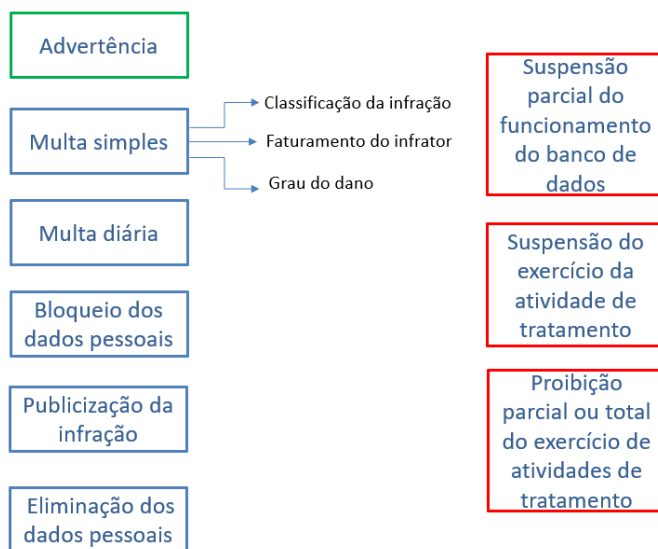 Advertência
Multa simples
Classificação da infração
Faturamento do infrator
Grau do dano
Multa diária
Bloqueio dos
dados pessoais
Publicização da
infração
Eliminação dos
dados pessoais
Suspensão
parcial do
funcionamento
do banco de
dados
Suspensão do
exercício da
atividade de
tratamento
Proibição
parcial ou total
do exercício de
atividades de
tratamento